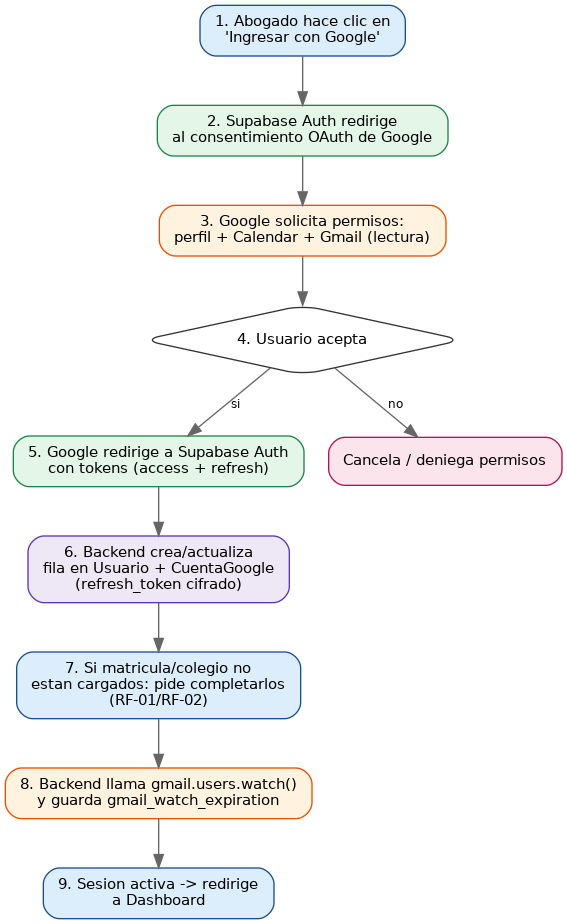 1. Abogado hace clic en
'Ingresar con Google'
2. Supabase Auth redirige
al consentimiento OAuth de Google
3. Google solicita permisos:
perfil + Calendar + Gmail (lectura)
4. Usuario acepta
si
no
5. Google redirige a Supabase Auth
con tokens (access + refresh)
Cancela / deniega permisos
6. Backend crea/actualiza
fila en Usuario + CuentaGoogle
(refresh_token cifrado)
7. Si matricula/colegio no
estan cargados: pide completarlos
(RF-01/RF-02)
8. Backend llama gmail.users.watch()
y guarda gmail_watch_expiration
9. Sesion activa -> redirige
a Dashboard